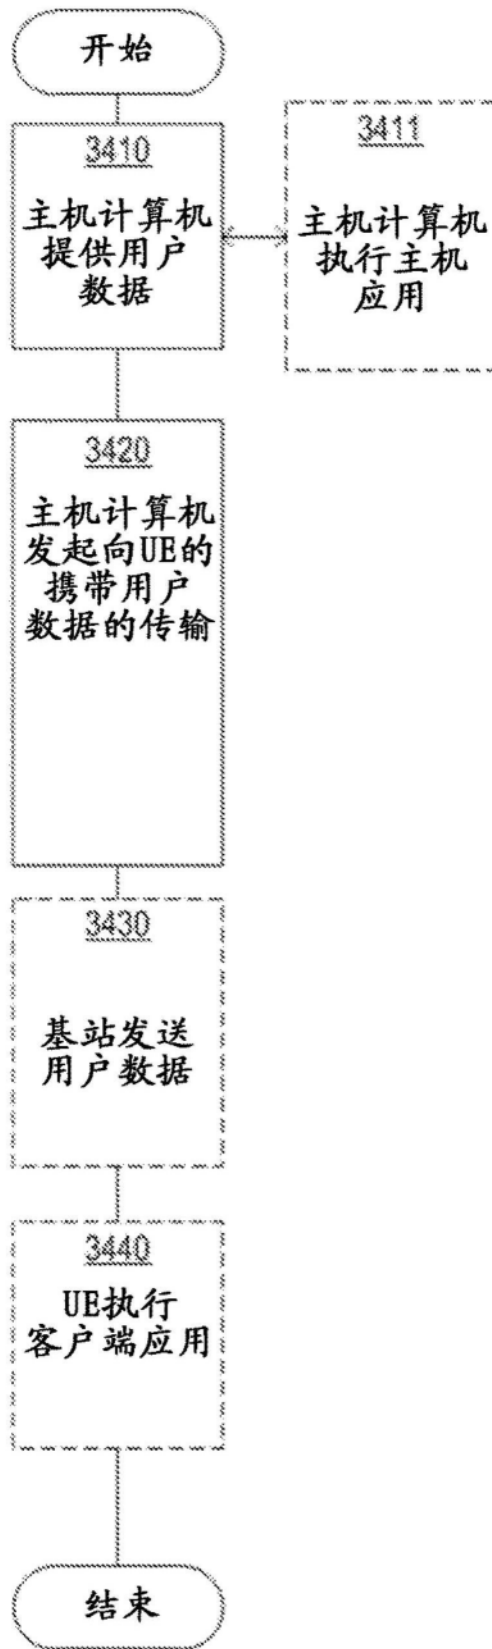 开始
3410
主机计算机
提供用户
数据
3411
主机计算机
执行主机
应用
3420
主机计算机
发起向UE的
携带用户
数据的传输
3430
基站发送
用户数据
3440
UE执行
客户端应用
结束